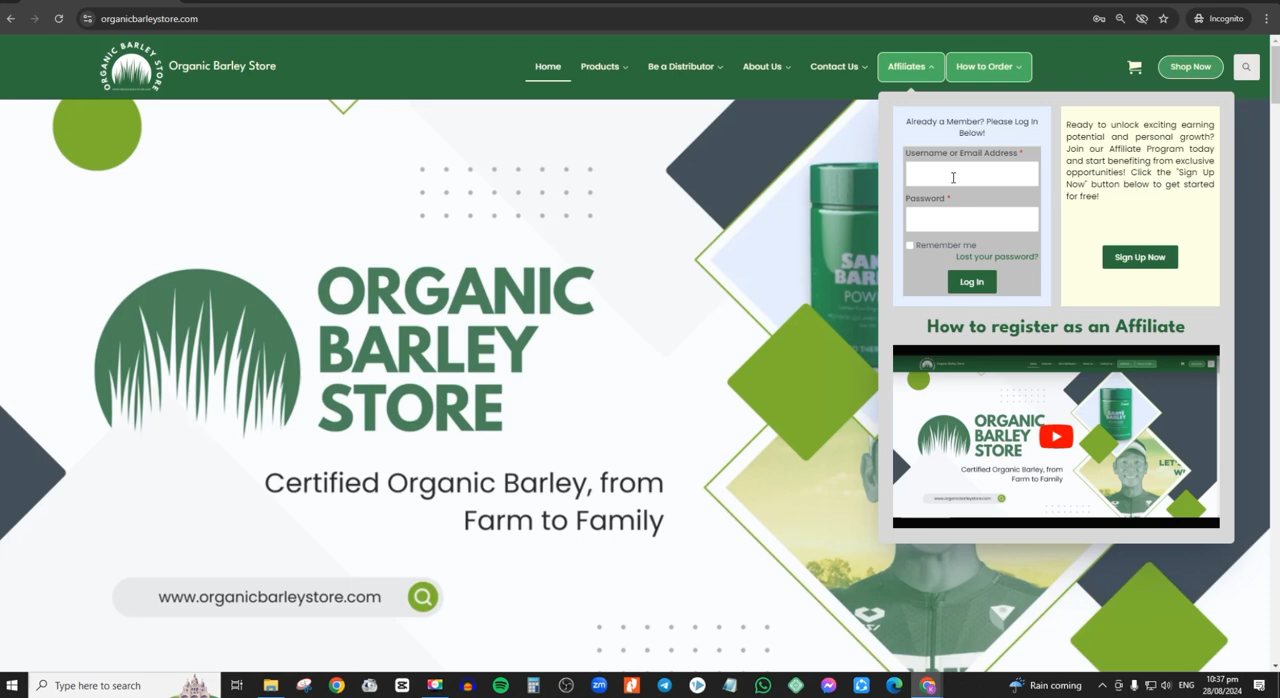 organicbarleystore.com
Incognito
ORGANIC BARLEY STORE
Organic Barley Store
Home
Products
Be a Distributor
About Us
Contact Us
Affiliates
How to Order
Shop Now
Already a Member? Please Log In
Below!
Username or Email Address *
Password *
Remember me
Lost your password?
Log In
Ready to unlock exciting earning
potential and personal growth?
Join our Affiliate Program today
and start benefiting from exclusive
opportunities! Click the "Sign Up
Now" button below to get started
for free!
Sign Up Now
How to register as an Affiliate
ORGANIC
BARLEY
STORE
Certified Organic Barley, from
Farm to Family
www.organicbarleystore.com
ORGANIC
BARLEY
STORE
Certified Organic Barley, from
Farm to Family
www.organicbarleystore.com
Type here to search
Rain coming
ENG
10:37 pm
28/08/2024